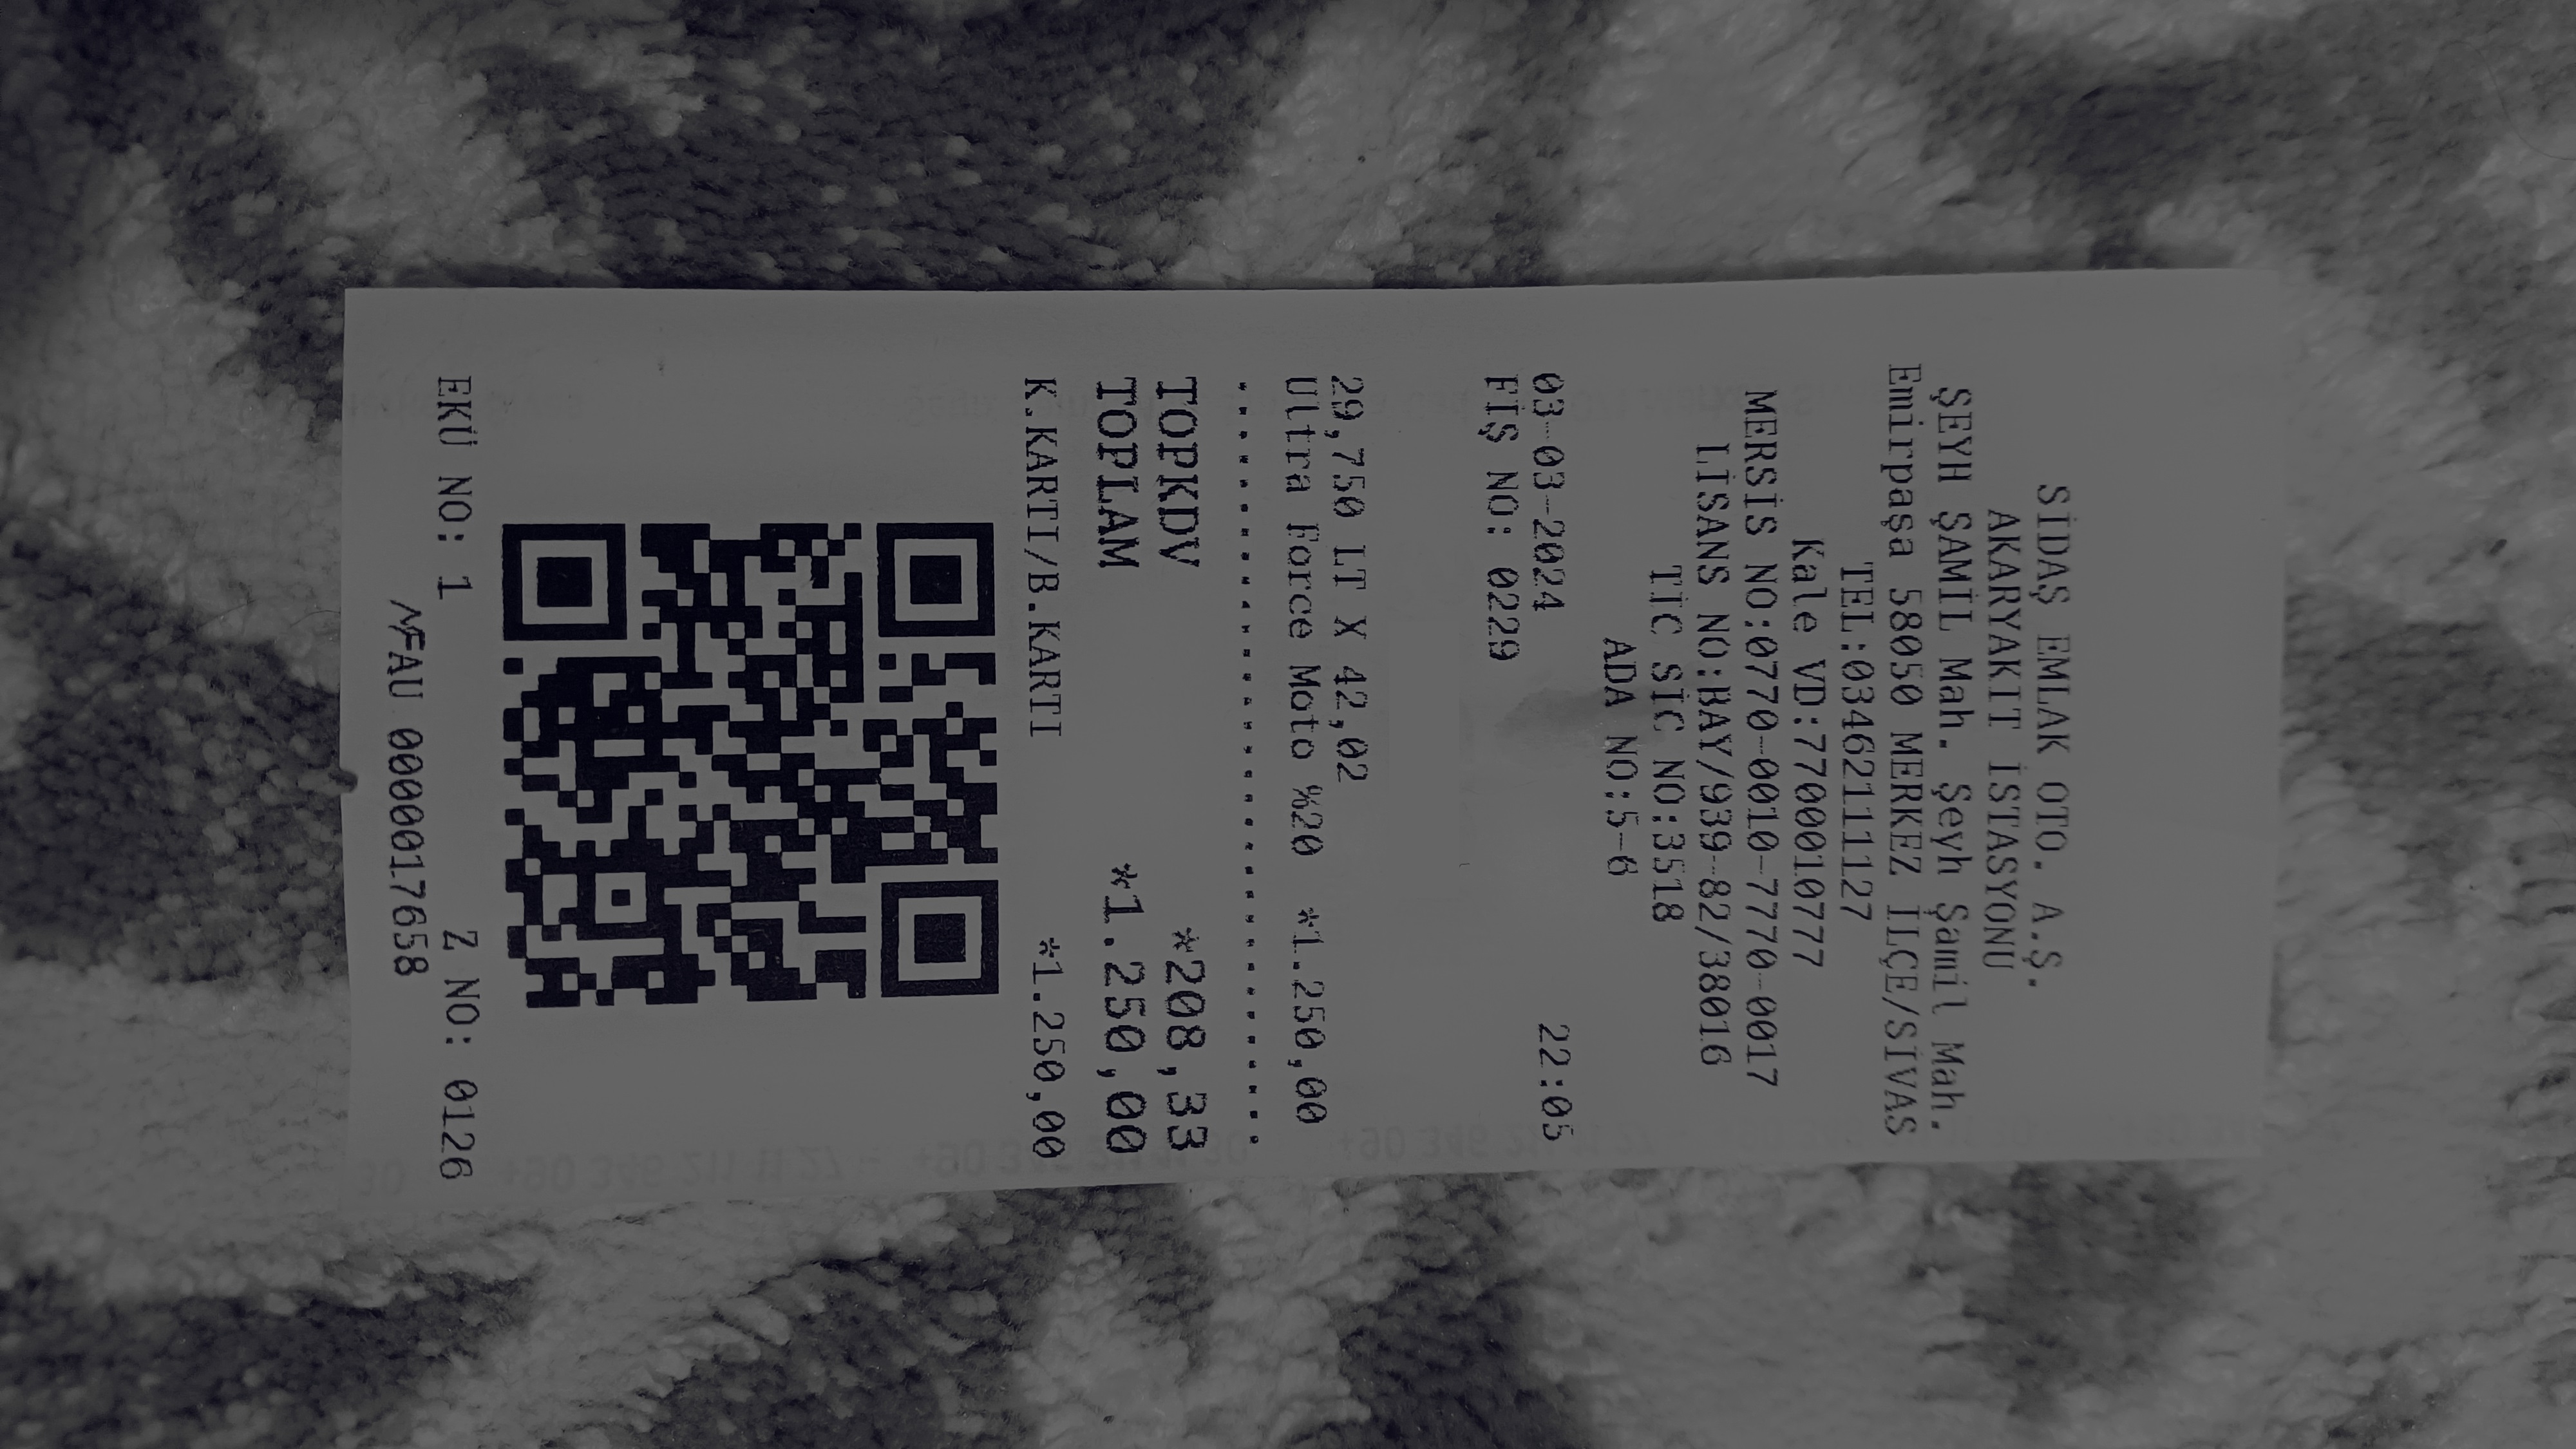 SİDAŞ EMLAK OTO. A.Ş.
AKARYAKIT İSTASYONU
ŞEYH ŞAMİL Mah. Şeyh Şamil Mah.
Emirpaşa 58050 MERKEZ İLÇE/SİVAS
TEL:03462111127
Kale VD:7700010777
MERSİS NO:0770-0010-7770-0017
LİSANS NO:BAY/939-82/38016
TİC SİC NO:3518
ADA NO:5-6
03-03-2024 22:05
FİŞ NO: 0229
29,750 LT X 42,02
Ultra Force Moto %20 *1.250,00
TOPKDV *208,33
TOPLAM *1.250,00
K.KARTI/B.KARTI *1.250,00
EKÜ NO: 1 Z NO: 0126
MF AU 0000017658